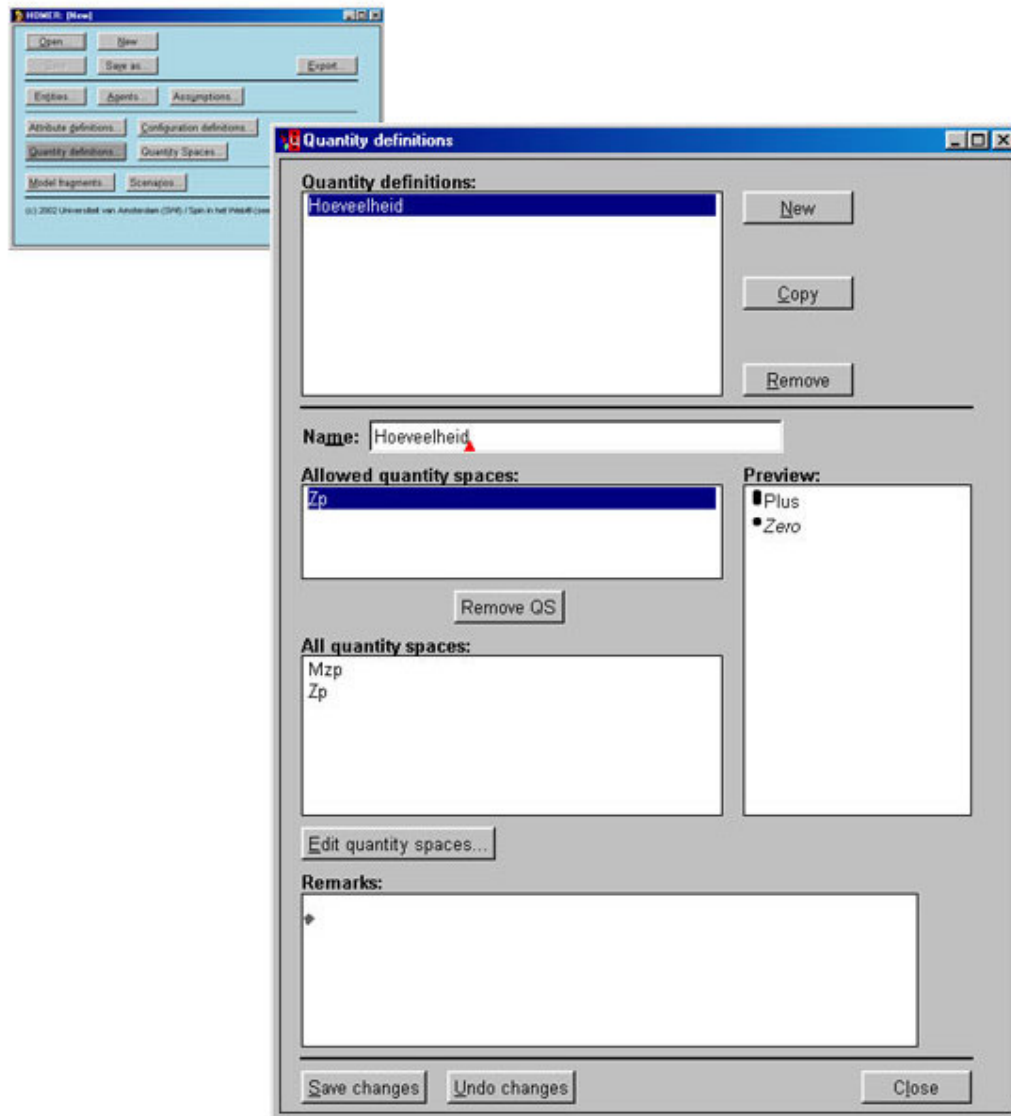 HOMER: [New]
Open New
Save as... Export...
Entities... Agents... Assumptions...
Attribute definitions... Configuration definitions...
Quantity definitions... Quantity Spaces...
Model fragments... Scenarios...
(c) 2002 Universiteit van Amsterdam (SWI) / Spin in het Web
Quantity definitions
Quantity definitions:
Hoeveelheid
New
Copy
Remove
Name: Hoeveelheid
Allowed quantity spaces:
Zp
Preview:
Plus
Zero
Remove QS
All quantity spaces:
Mzp
Zp
Edit quantity spaces...
Remarks:
Save changes Undo changes Close